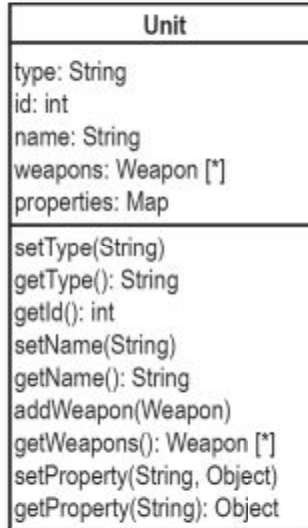 Unit
type: String
id: int
name: String
weapons: Weapon [*]
properties: Map
setType(String)
getType(): String
getId(): int
setName(String)
getName(): String
addWeapon(Weapon)
getWeapons(): Weapon [*]
setProperty(String, Object)
getProperty(String): Object